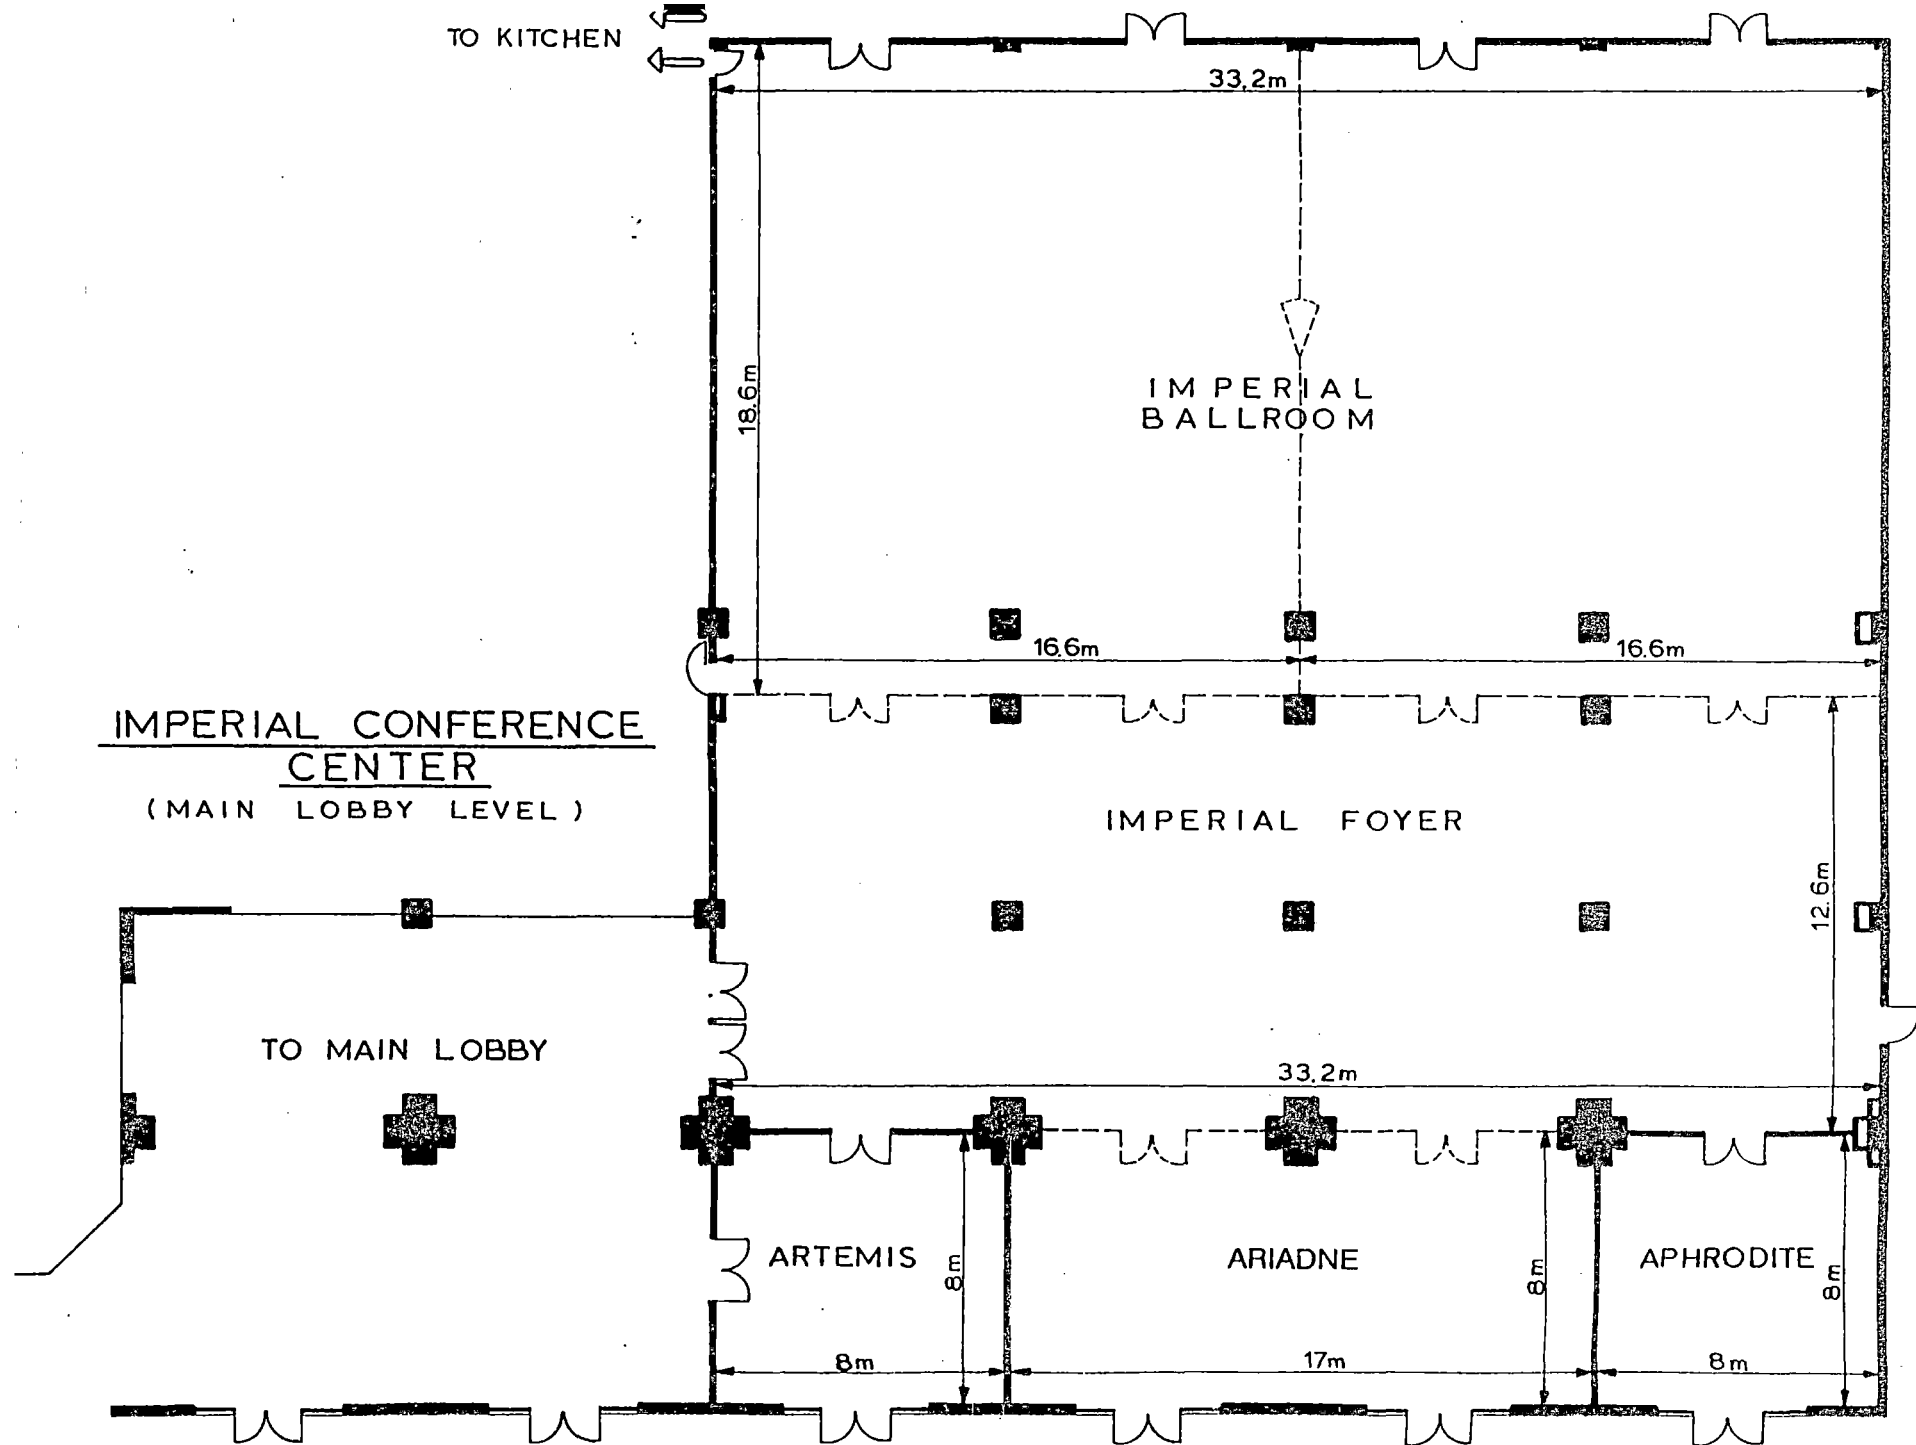 TO KITCHEN
33,2m
18.6m
IMPERIAL
BALLROOM
16.6m
16.6m
IMPERIAL CONFERENCE
CENTER
(MAIN LOBBY LEVEL)
IMPERIAL FOYER
12.6m
TO MAIN LOBBY
33,2m
ARTEMIS
8m
ARIADNE
8m
APHRODITE
8m
8m
17m
8m